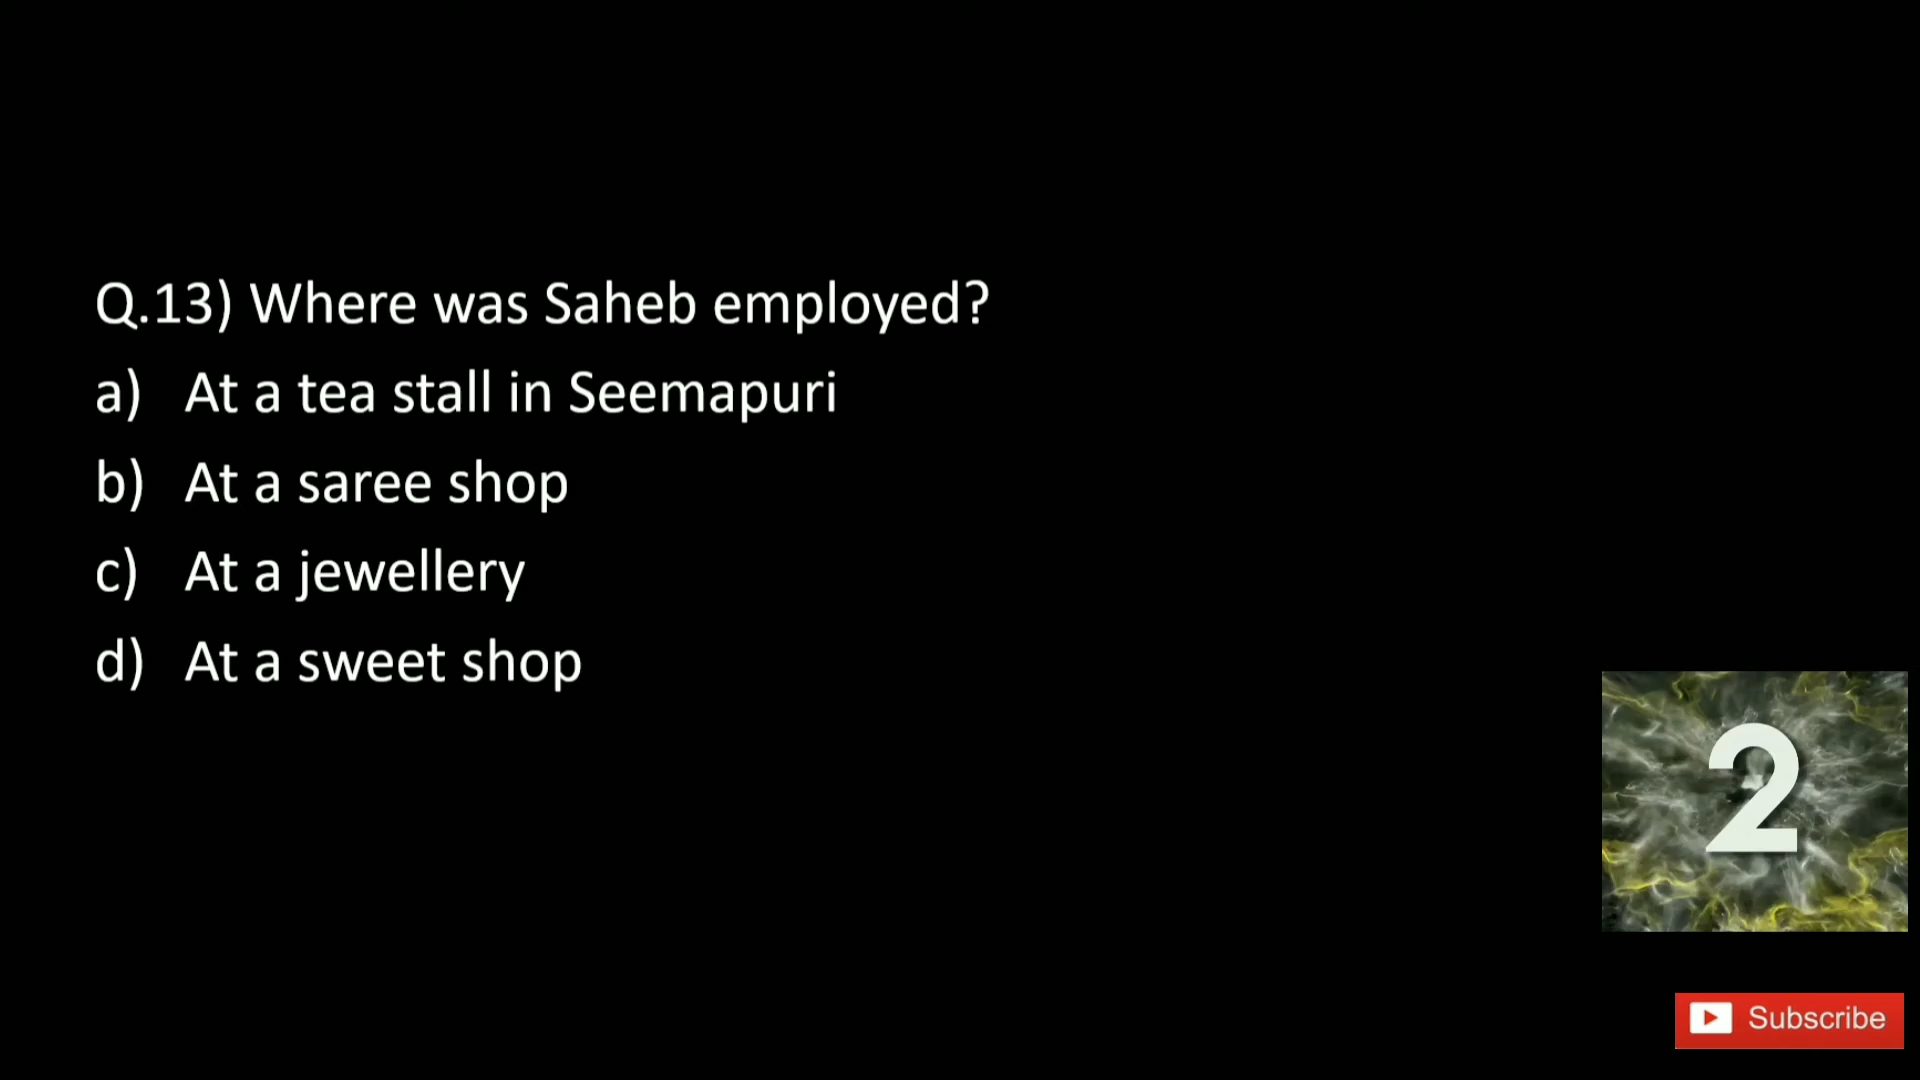 Q.13) Where was Saheb employed?
a) At a tea stall in Seemapuri
b) At a saree shop
c) At a jewellery
d) At a sweet shop
2
Subscribe